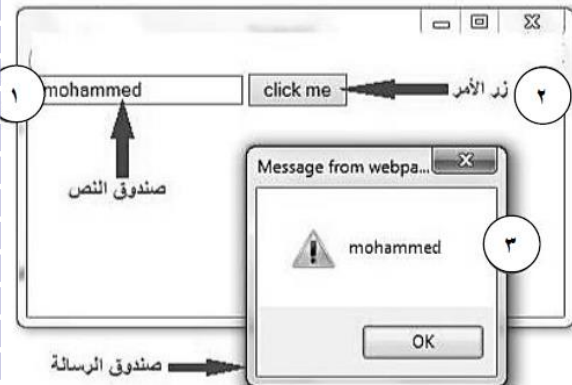 ١
mohammed
click me
زر الأمر
٢
صندوق النص
Message from webpa...
mohammed
٣
OK
صندوق الرسالة